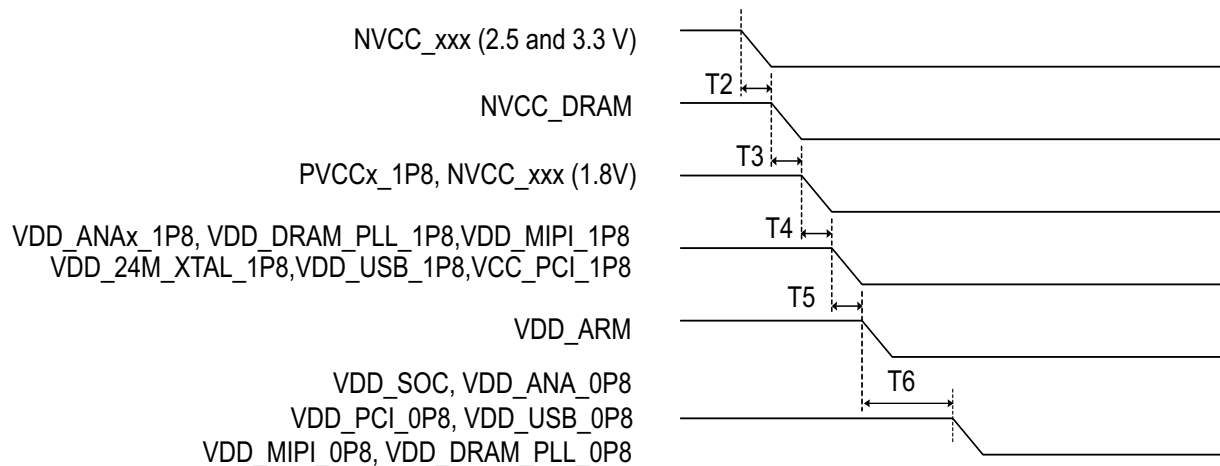 NVCC_xxx (2.5 and 3.3 V)
T2
NVCC_DRAM
T3
PVCCx_1P8, NVCC_xxx (1.8V)
T4
VDD_ANAx_1P8, VDD_DRAM_PLL_1P8,VDD_MIPI_1P8
VDD_24M_XTAL_1P8,VDD_USB_1P8,VCC_PCI_1P8
T5
VDD_ARM
T6
VDD_SOC, VDD_ANA_0P8
VDD_PCI_0P8, VDD_USB_0P8
VDD_MIPI_0P8, VDD_DRAM_PLL_0P8